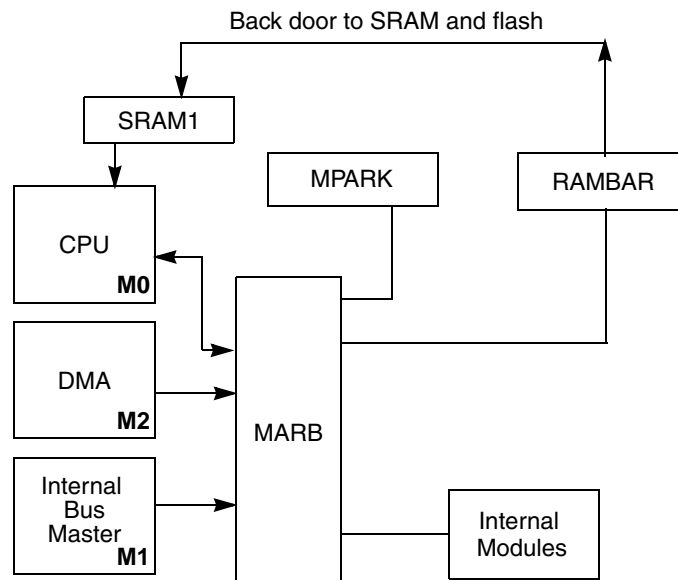 Back door to SRAM and flash
SRAM1
MPARK
RAMBAR
CPU
M0
DMA
M2
MARB
Internal
Bus
Master
M1
Internal
Modules